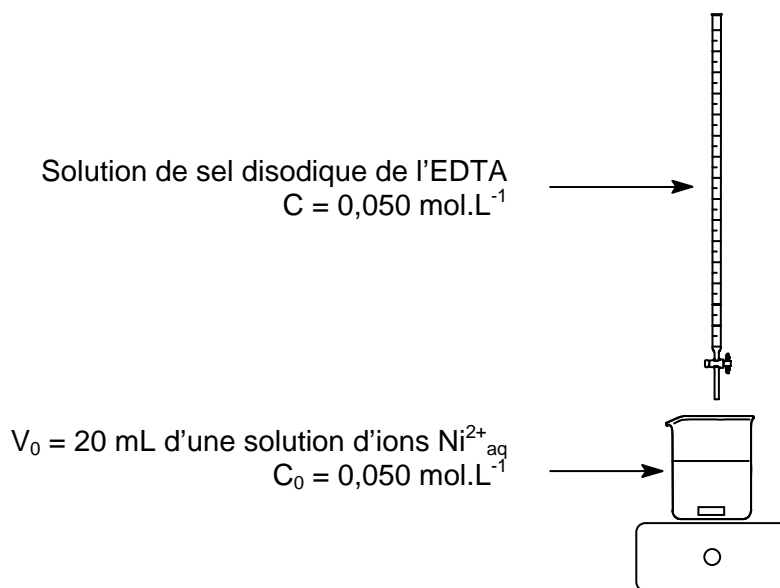 Solution de sel disodique de l'EDTA
C = 0,050 mol.L⁻¹
V₀ = 20 mL d'une solution d'ions Ni²⁺aq
C₀ = 0,050 mol.L⁻¹